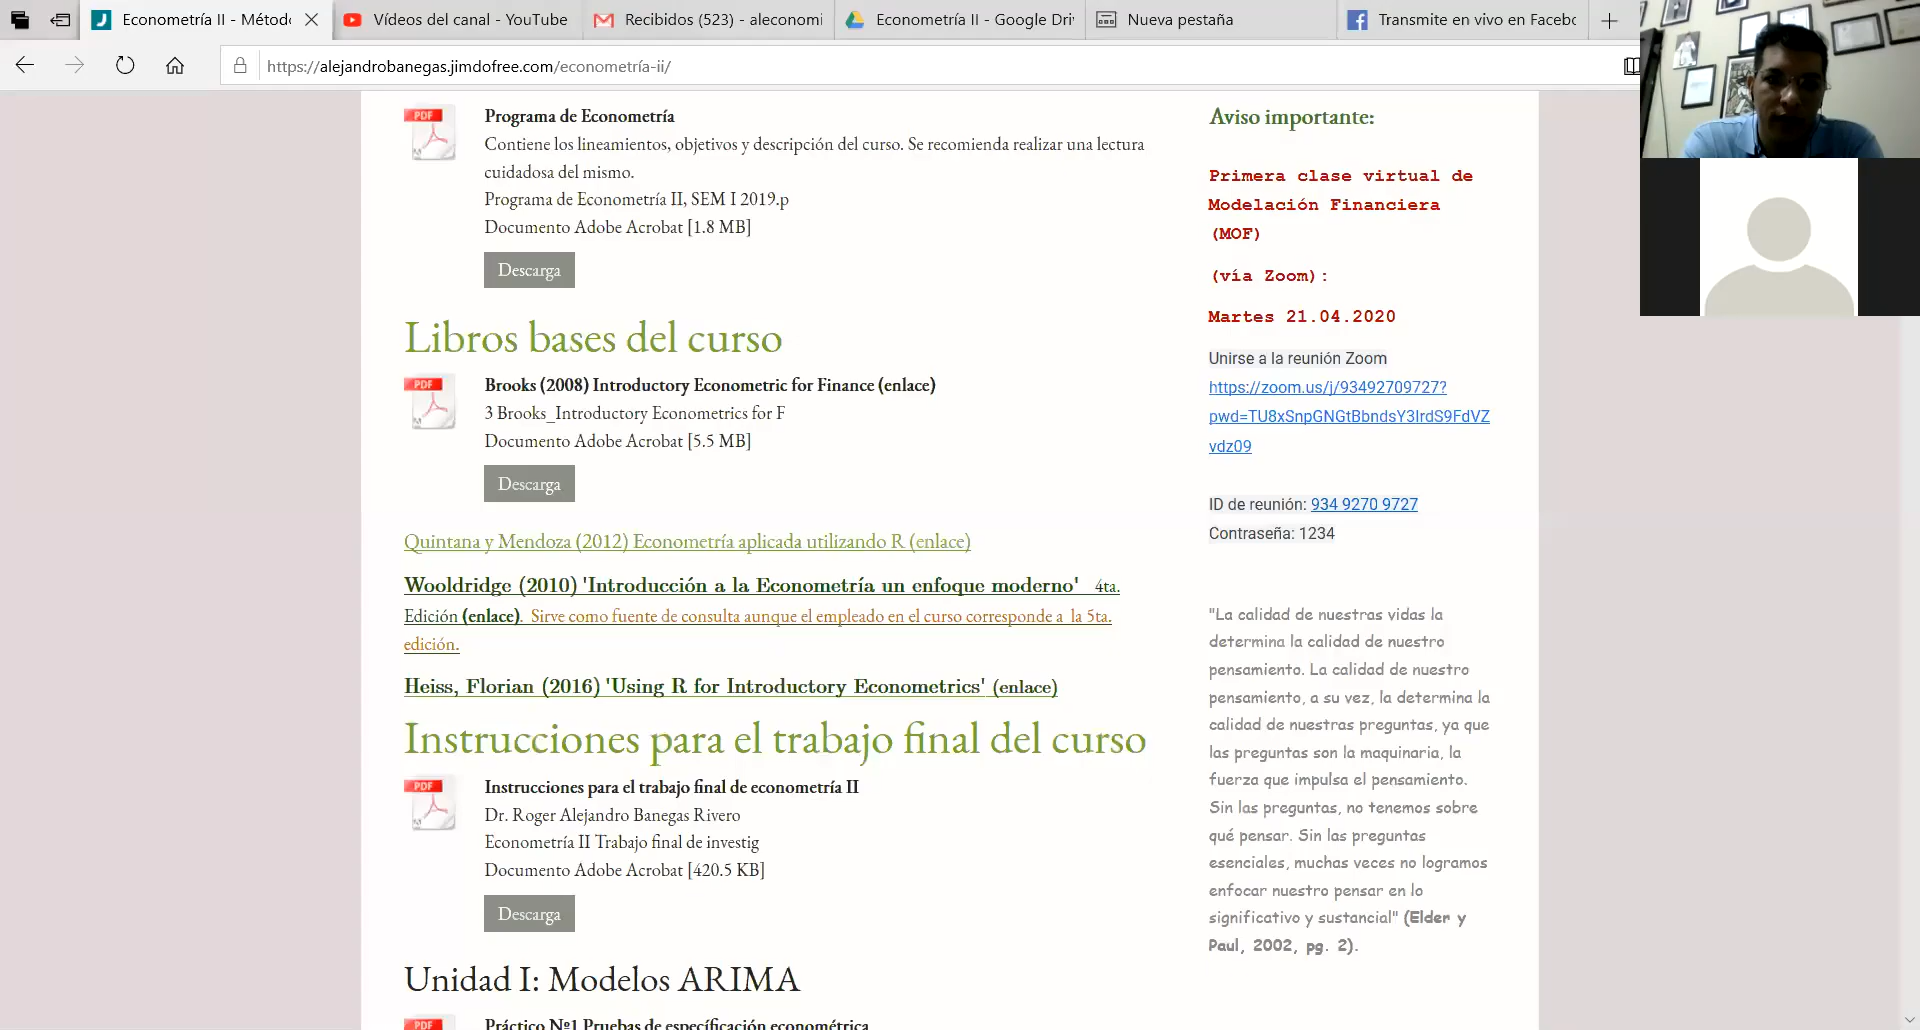 Econometría II - Métod
Vídeos del canal - YouTube
Recibidos (523) - aleconomi
Econometría II - Google Dri
Nueva pestaña
Transmite en vivo en Facebo
https://alejandrobanegas.jimdofree.com/econometría-ii/
PDF
Programa de Econometría
Contiene los lineamientos, objetivos y descripción del curso. Se recomienda realizar una lectura
cuidadosa del mismo.
Programa de Econometría II, SEM I 2019.p
Documento Adobe Acrobat [1.8 MB]
Descarga
Libros bases del curso
PDF
Brooks (2008) Introductory Econometric for Finance (enlace)
3 Brooks_Introductory Econometrics for F
Documento Adobe Acrobat [5.5 MB]
Descarga
Quintana y Mendoza (2012) Econometría aplicada utilizando R (enlace)
Wooldridge (2010) 'Introducción a la Econometría un enfoque moderno' 4ta.
Edición (enlace). Sirve como fuente de consulta aunque el empleado en el curso corresponde a la 5ta.
edición.
Heiss, Florian (2016) 'Using R for Introductory Econometrics' (enlace)
Instrucciones para el trabajo final del curso
PDF
Instrucciones para el trabajo final de econometría II
Dr. Roger Alejandro Banegas Rivero
Econometría II Trabajo final de investig
Documento Adobe Acrobat [420.5 KB]
Descarga
Unidad I: Modelos ARIMA
PDF
Práctico Nº1 Pruebas de específicación econométrica
Aviso importante:
Primera clase virtual de
Modelación Financiera
(MOF)
(vía Zoom):
Martes 21.04.2020
Unirse a la reunión Zoom
https://zoom.us/j/93492709727?
pwd=TU8xSnpGNGtBbndsY3lrdS9FdVZ
vdz09
ID de reunión: 934 9270 9727
Contraseña: 1234
"La calidad de nuestras vidas la
determina la calidad de nuestro
pensamiento. La calidad de nuestro
pensamiento, a su vez, la determina la
calidad de nuestras preguntas, ya que
las preguntas son la maquinaria, la
fuerza que impulsa el pensamiento.
Sin las preguntas, no tenemos sobre
qué pensar. Sin las preguntas
esenciales, muchas veces no logramos
enfocar nuestro pensar en lo
significativo y sustancial" (Elder y
Paul, 2002, pg. 2).